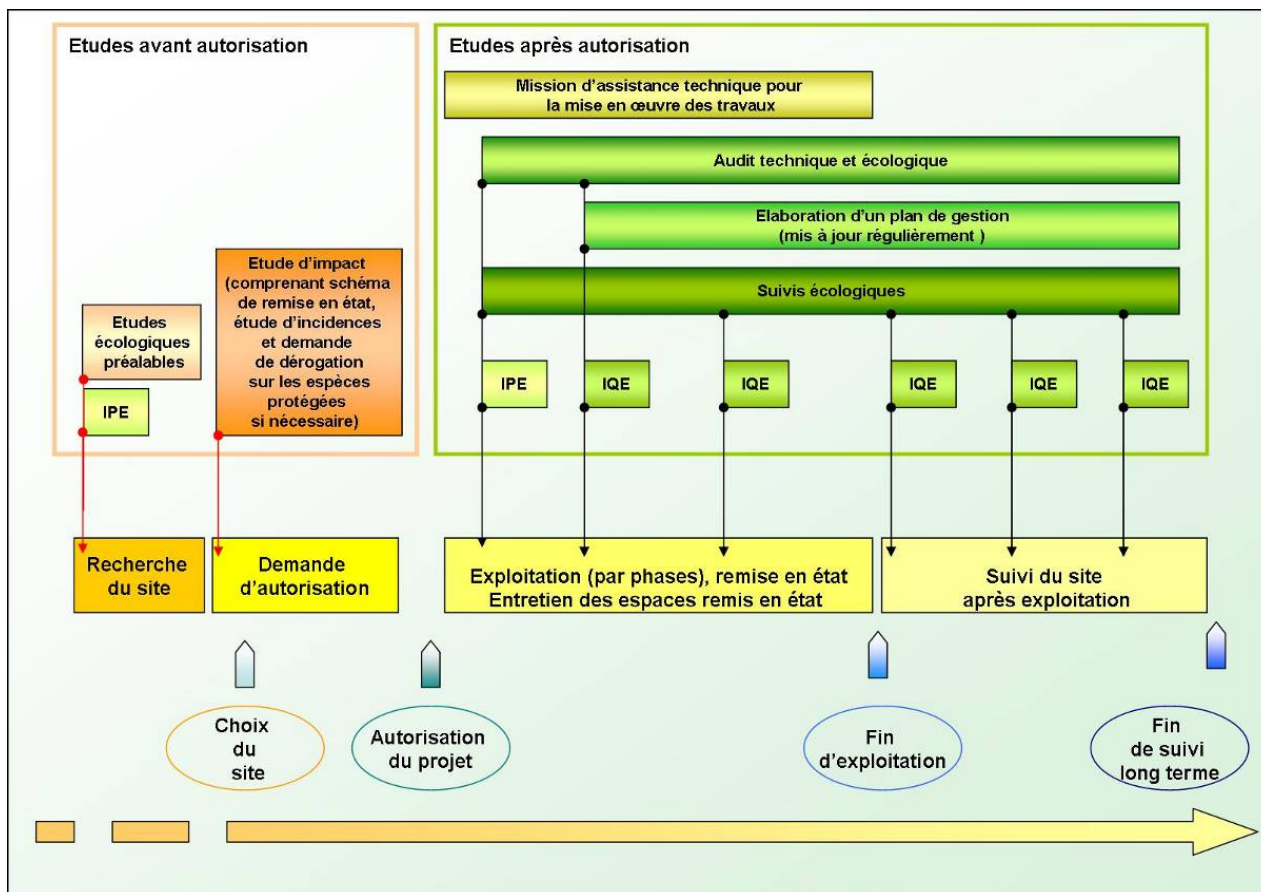 Etudes avant autorisation
Etudes après autorisation
Mission d’assistance technique pour
la mise en œuvre des travaux
Audit technique et écologique
Elaboration d’un plan de gestion
(mis à jour régulièrement )
Suivis écologiques
Etude d’impact
(comprenant schéma
de remise en état,
étude d’incidences
et demande
de dérogation
sur les espèces
protégées
si nécessaire)
Etudes
écologiques
préalables
IPE
IPE
IQE
IQE
IQE
IQE
IQE
Recherche
du site
Demande
d’autorisation
Exploitation (par phases), remise en état
Entretien des espaces remis en état
Suivi du site
après exploitation
Choix
du
site
Autorisation
du projet
Fin
d’exploitation
Fin
de suivi
long terme